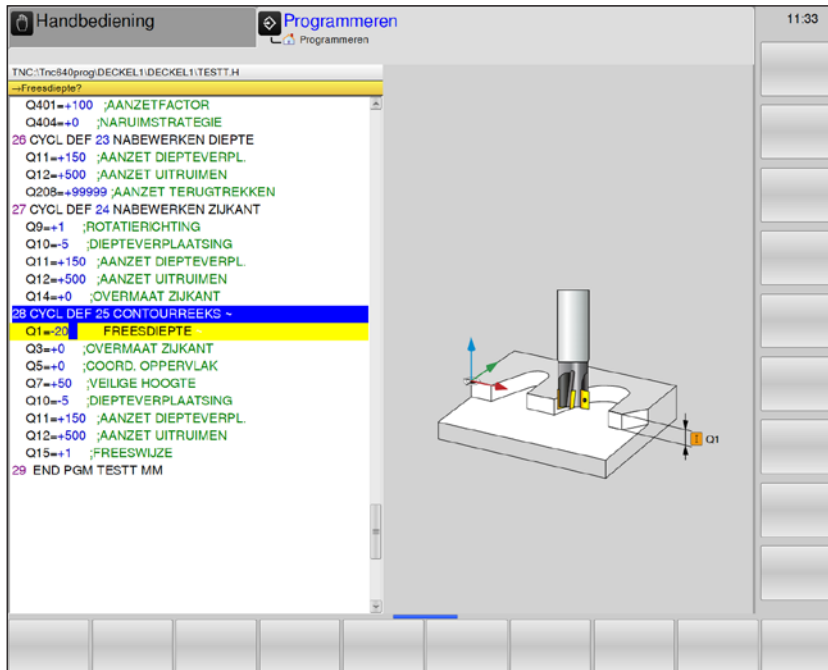 Handbediening
Programmeren
Programmeren
11:33
TNC:\Tnc640prog\DECKEL1\DECKEL1\TESTT.H
→Freesdiepte?
Q401=+100 ;AANZETFACTOR
Q404=+0 ;NARUIMSTRATEGIE
26 CYCL DEF 23 NABEWERKEN DIEPTE
Q11=+150 ;AANZET DIEPTEVERPL.
Q12=+500 ;AANZET UITRUIMEN
Q208=+99999 ;AANZET TERUGTREKKEN
27 CYCL DEF 24 NABEWERKEN ZIJKANT
Q9=+1 ;ROTATIERICHTING
Q10=-5 ;DIEPTEVERPLAATSING
Q11=+150 ;AANZET DIEPTEVERPL.
Q12=+500 ;AANZET UITRUIMEN
Q14=+0 ;OVERMAAT ZIJKANT
28 CYCL DEF 25 CONTOURREEKS ~
Q1=-20 FREESDIEPTE ~
Q3=+0 ;OVERMAAT ZIJKANT
Q5=+0 ;COORD. OPPERVLAK
Q7=+50 ;VEILIGE HOOGTE
Q10=-5 ;DIEPTEVERPLAATSING
Q11=+150 ;AANZET DIEPTEVERPL.
Q12=+500 ;AANZET UITRUIMEN
Q15=+1 ;FREESWIJZE
29 END PGM TESTT MM
Q1